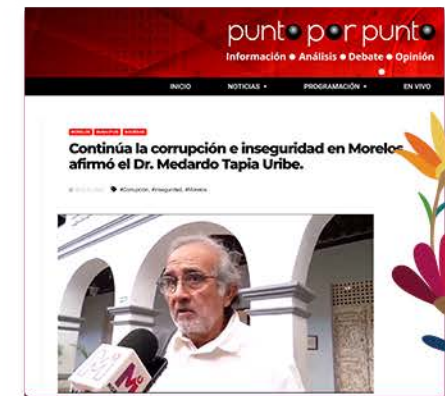 punto por punto
Información ● Análisis ● Debate ● Opinión
INICIO NOTICIAS PROGRAMACIÓN EN VIVO
Continúa la corrupción e inseguridad en Morelos,
afirmó el Dr. Medardo Tapia Uribe.
#Corrupción, #Inseguridad, #Morelos